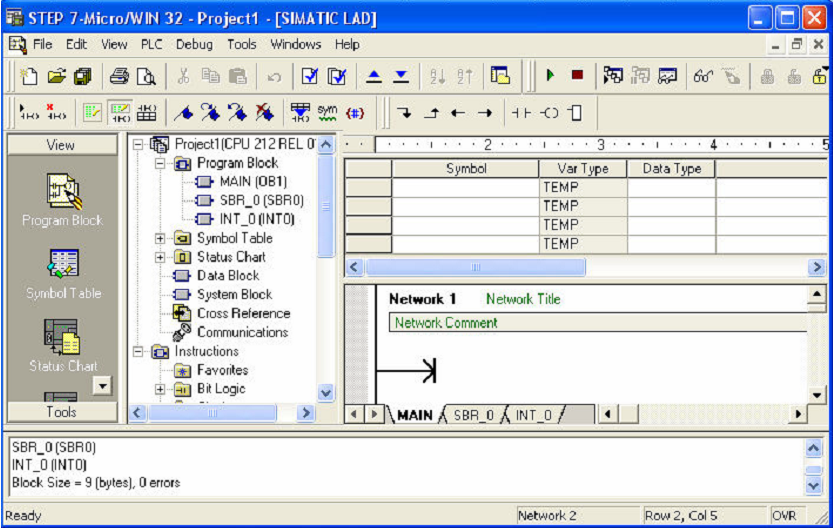 STEP 7-Micro/WIN 32 - Project1 - [SIMATIC LAD]
File Edit View PLC Debug Tools Windows Help
sym
View
Program Block
Symbol Table
Status Chart
Tools
Project1(CPU 212 REL 0
Program Block
MAIN (OB1)
SBR_0 (SBR0)
INT_0 (INT0)
Symbol Table
Status Chart
Data Block
System Block
Cross Reference
Communications
Instructions
Favorites
Bit Logic
2 3 4 5
Symbol Var Type Data Type
TEMP
TEMP
TEMP
TEMP
Network 1 Network Title
Network Comment
MAIN SBR_0 INT_0
SBR_0 (SBR0)
INT_0 (INT0)
Block Size = 9 (bytes), 0 errors
Ready Network 2 Row 2, Col 5 OVR